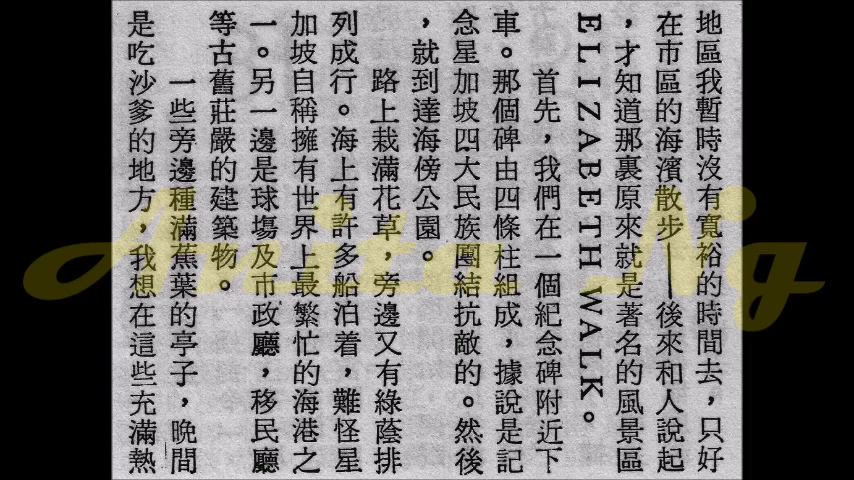 地區我暫時沒有寬裕的時間去，只好
在市區的海濱散步——後來和人說起
，才知道那裏原來就是著名的風景區
ELIZABETH WALK。
首先，我們在一個紀念碑附近下
車。那個碑由四條柱組成，據說是記
念星加坡四大民族團結抗敵的。然後
，就到達海傍公園。
路上栽滿花草，旁邊又有綠蔭排
列成行。海上有許多船泊着，難怪星
加坡自稱擁有世界上最繁忙的海港之
一。另一邊是球場及市政廳，移民廳
等古舊莊嚴的建築物。
一些旁邊種滿蕉葉的亭子，晚間
是吃沙爹的地方，我想在這些充滿熱
Anita Ng